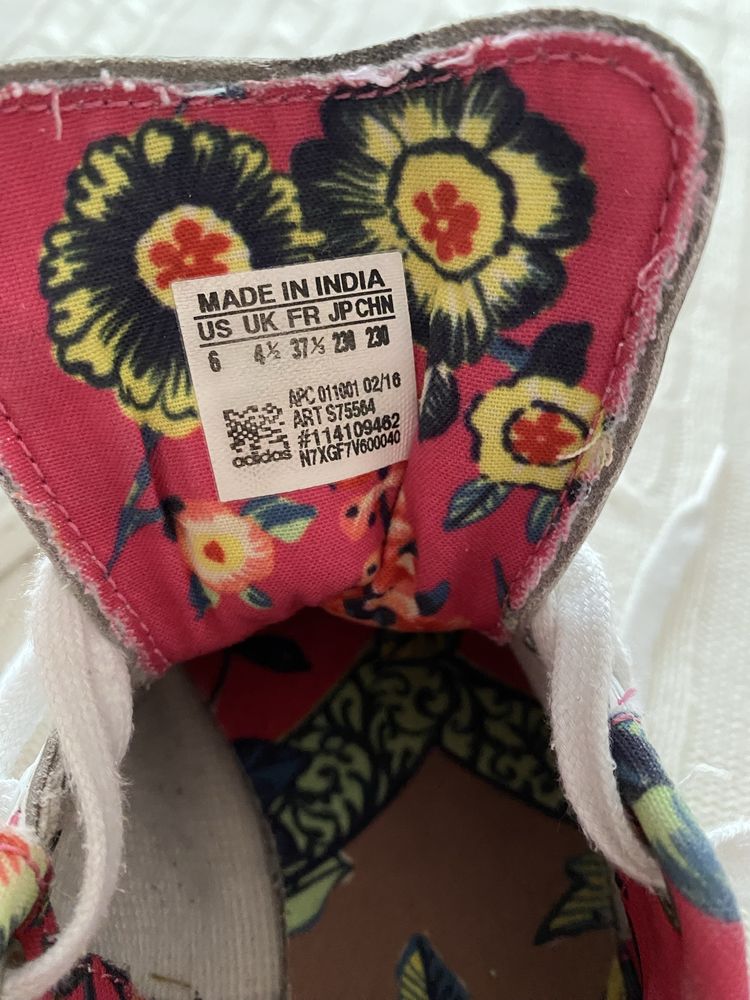 MADE IN INDIA
US UK FR JP CHN
6 4½ 37⅓ 230 230
APC 011001 02/16
ART S75564
#114109462
adidas N7XGF7V600040